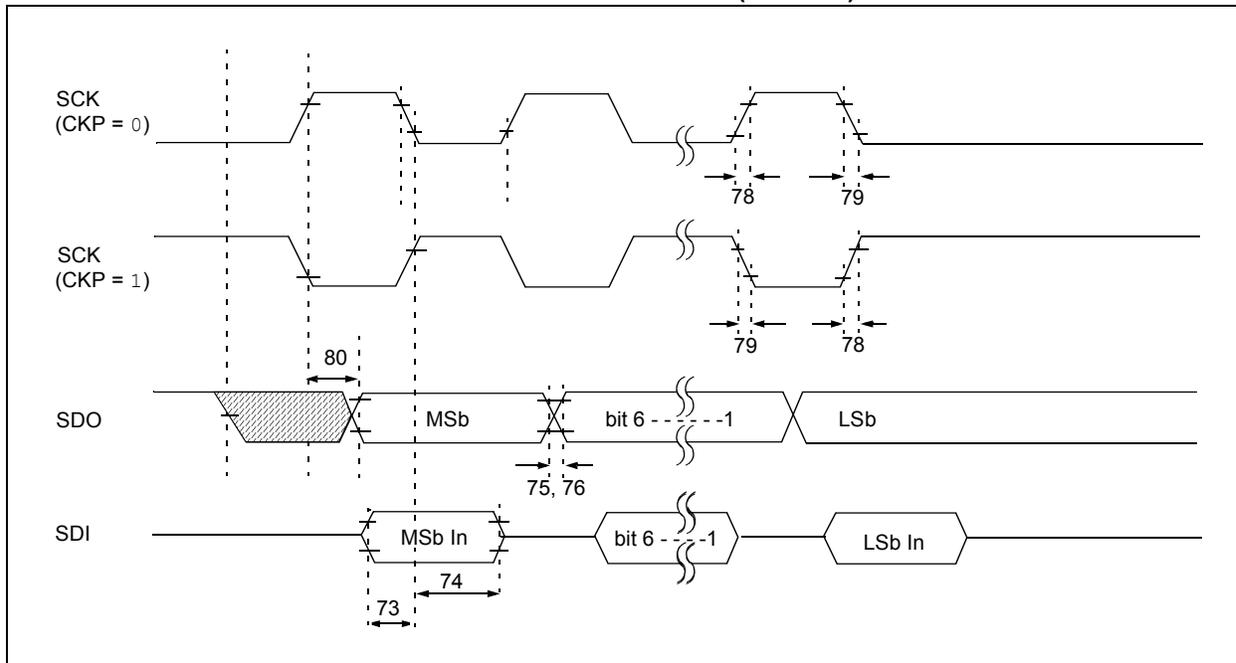 SCK
(CKP = 0)
78
79
SCK
(CKP = 1)
79
78
80
SDO
MSb
bit 6 - - - - - -1
LSb
75, 76
SDI
MSb In
bit 6 - - - - -1
LSb In
74
73